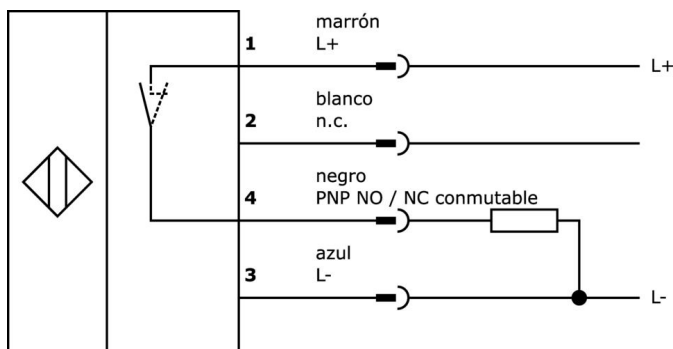 marrón
1 L+
L+
blanco
2 n.c.
negro
4 PNP NO / NC conmutable
azul
3 L-
L-